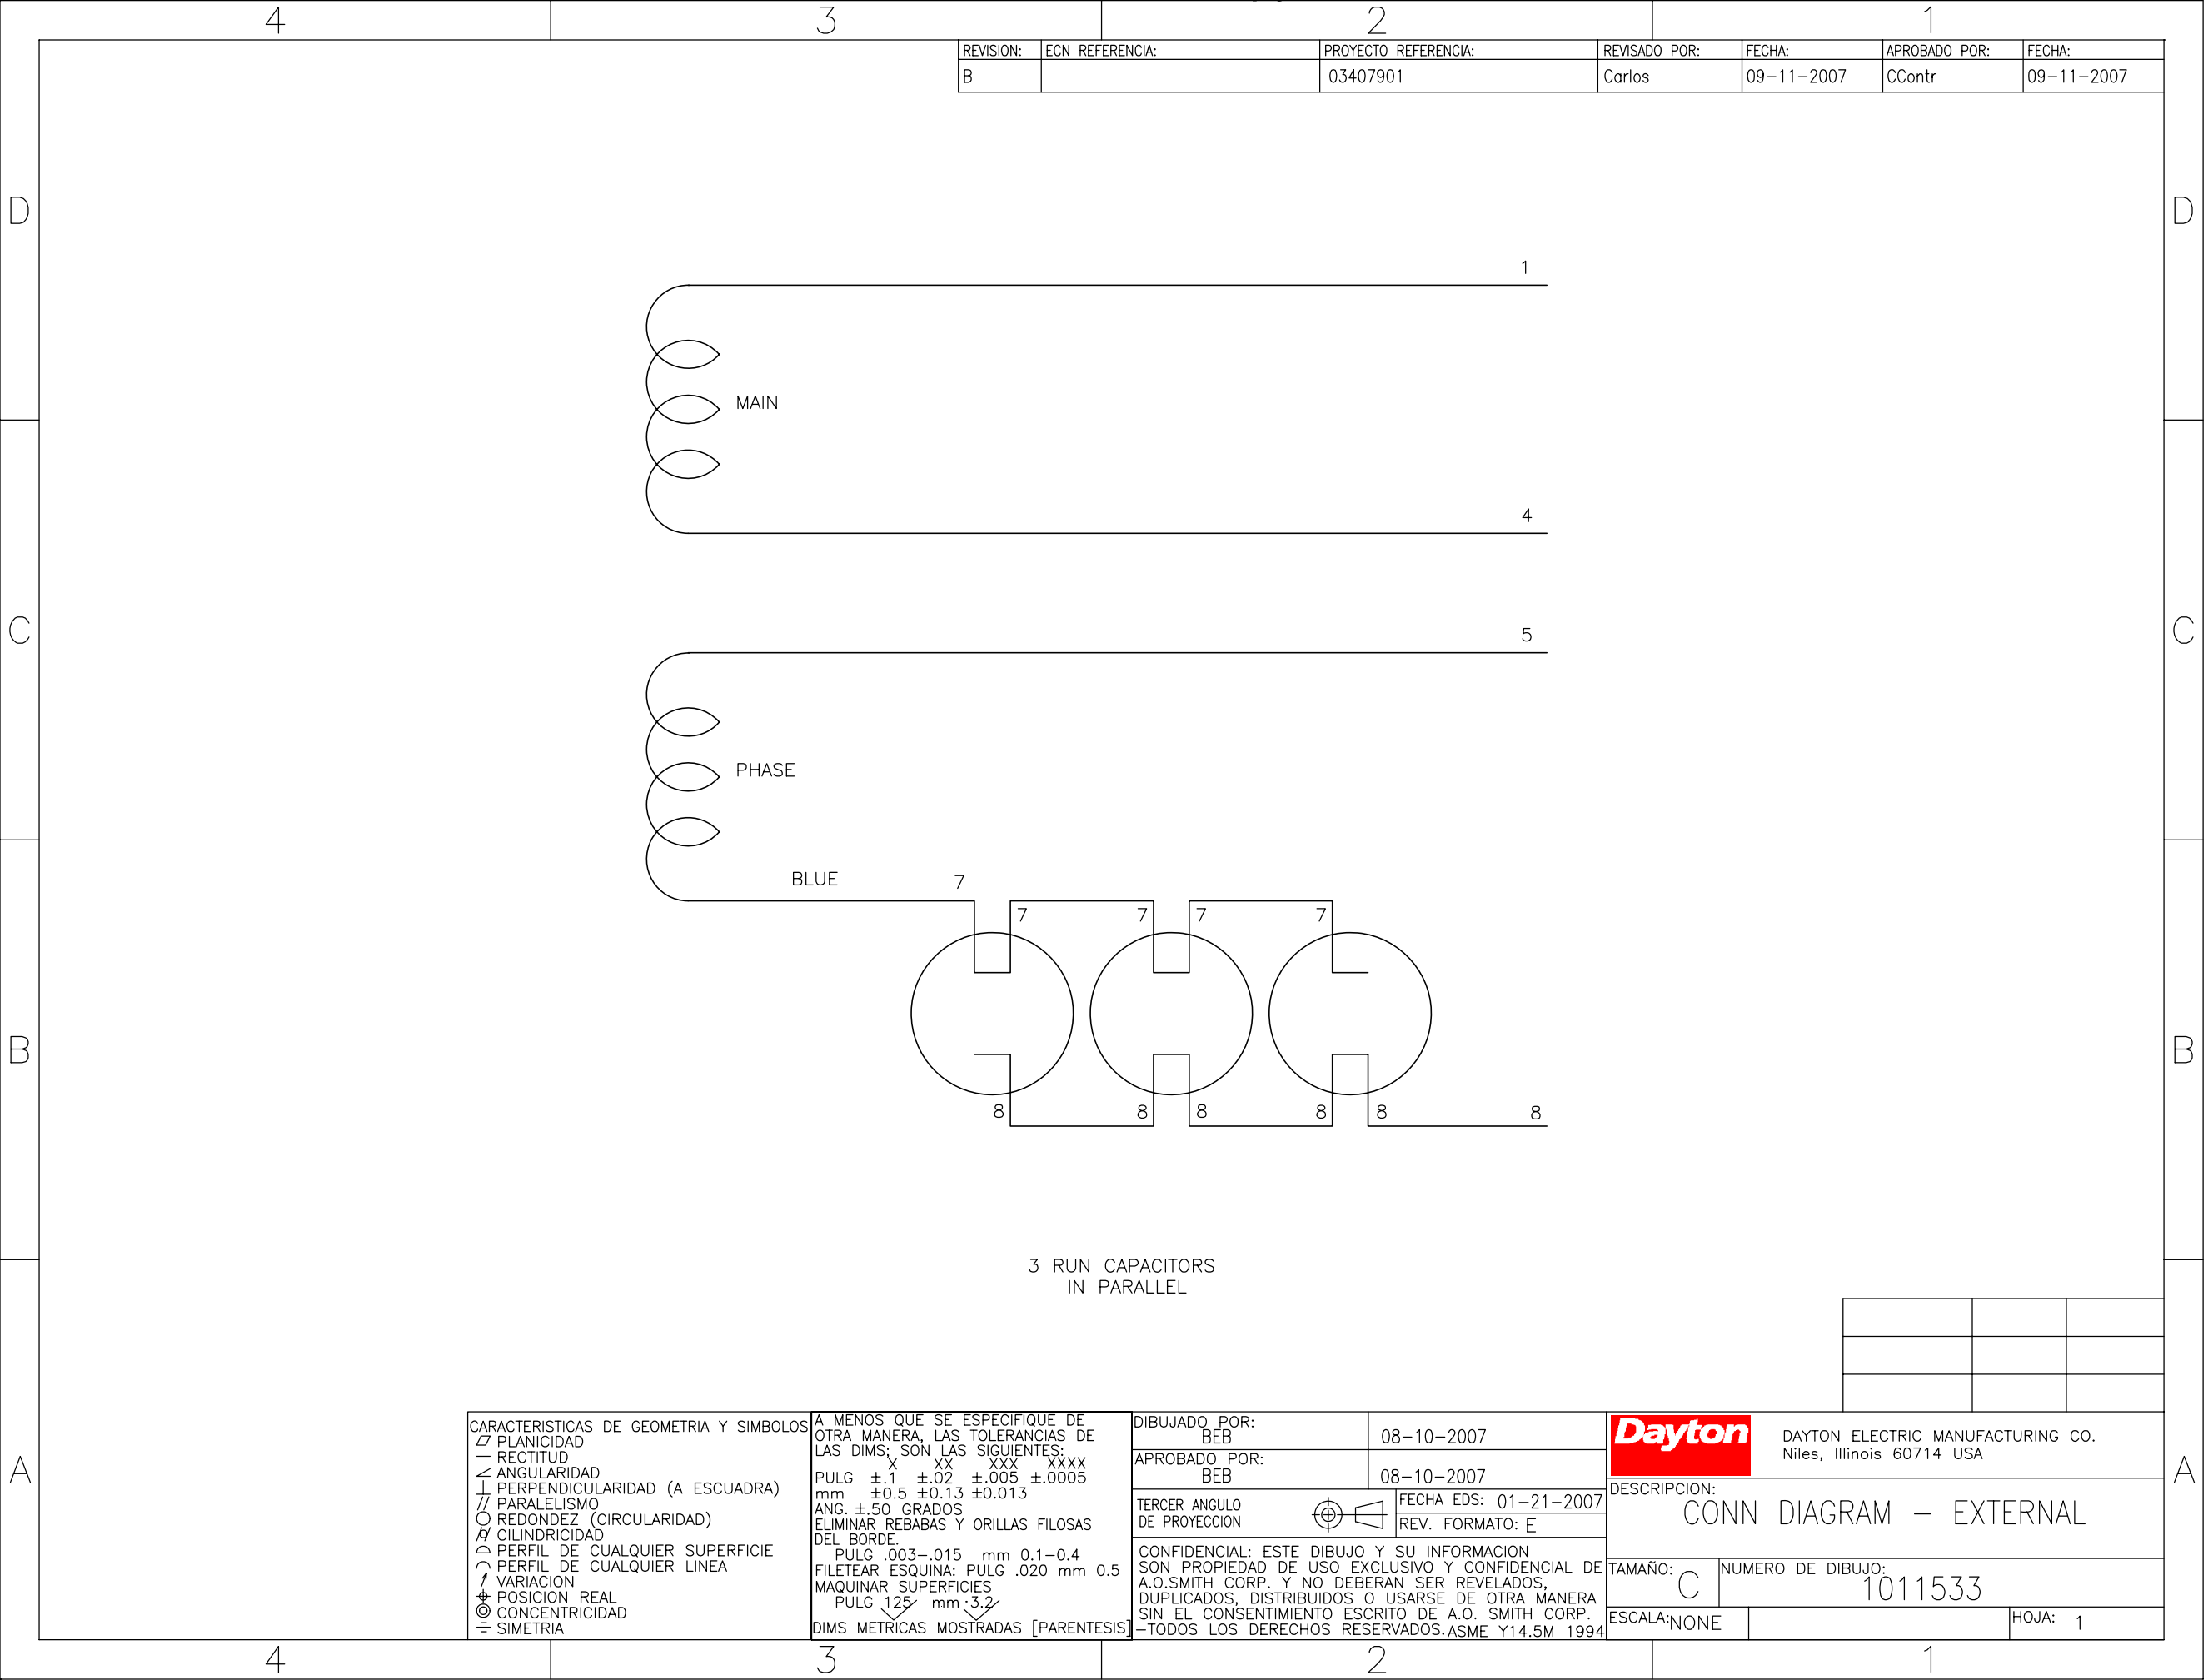 4 3 2 1
REVISION: ECN REFERENCIA: PROYECTO REFERENCIA: REVISADO POR: FECHA: APROBADO POR: FECHA:
B 03407901 Carlos 09-11-2007 CContr 09-11-2007
D D
1
MAIN
4
C C
5
PHASE
BLUE 7
7 7 7 7
B B
8 8 8 8 8 8
3 RUN CAPACITORS
IN PARALLEL
A A
CARACTERISTICAS DE GEOMETRIA Y SIMBOLOS
PLANICIDAD
RECTITUD
ANGULARIDAD
PERPENDICULARIDAD (A ESCUADRA)
PARALELISMO
REDONDEZ (CIRCULARIDAD)
CILINDRICIDAD
PERFIL DE CUALQUIER SUPERFICIE
PERFIL DE CUALQUIER LINEA
VARIACION
POSICION REAL
CONCENTRICIDAD
SIMETRIA
A MENOS QUE SE ESPECIFIQUE DE
OTRA MANERA, LAS TOLERANCIAS DE
LAS DIMS; SON LAS SIGUIENTES:
X XX XXX XXXX
PULG ±.1 ±.02 ±.005 ±.0005
mm ±0.5 ±0.13 ±0.013
ANG. ±.50 GRADOS
ELIMINAR REBABAS Y ORILLAS FILOSAS
DEL BORDE.
PULG .003-.015 mm 0.1-0.4
FILETEAR ESQUINA: PULG .020 mm 0.5
MAQUINAR SUPERFICIES
PULG 125 mm 3.2
DIMS METRICAS MOSTRADAS [PARENTESIS]
DIBUJADO POR:
BEB 08-10-2007
APROBADO POR:
BEB 08-10-2007
TERCER ANGULO
DE PROYECCION
FECHA EDS: 01-21-2007
REV. FORMATO: E
CONFIDENCIAL: ESTE DIBUJO Y SU INFORMACION
SON PROPIEDAD DE USO EXCLUSIVO Y CONFIDENCIAL DE
A.O.SMITH CORP. Y NO DEBERAN SER REVELADOS,
DUPLICADOS, DISTRIBUIDOS O USARSE DE OTRA MANERA
SIN EL CONSENTIMIENTO ESCRITO DE A.O. SMITH CORP.
-TODOS LOS DERECHOS RESERVADOS. ASME Y14.5M 1994
Dayton
DAYTON ELECTRIC MANUFACTURING CO.
Niles, Illinois 60714 USA
DESCRIPCION:
CONN DIAGRAM - EXTERNAL
TAMAÑO: C
NUMERO DE DIBUJO:
1011533
ESCALA:NONE
HOJA: 1
4 3 2 1